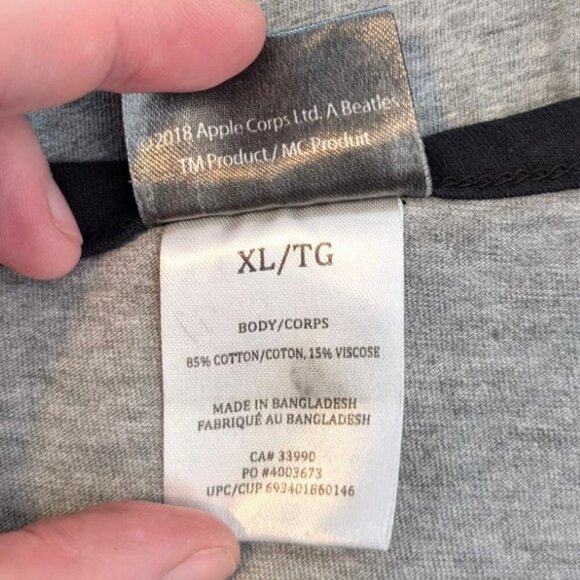 ©2018 Apple Corps Ltd. A Beatles
TM Product / MC Produit
XL/TG
BODY/CORPS
85% COTTON/COTON, 15% VISCOSE
MADE IN BANGLADESH
FABRIQUÉ AU BANGLADESH
CA# 33990
PO #4003673
UPC/CUP 693401860146